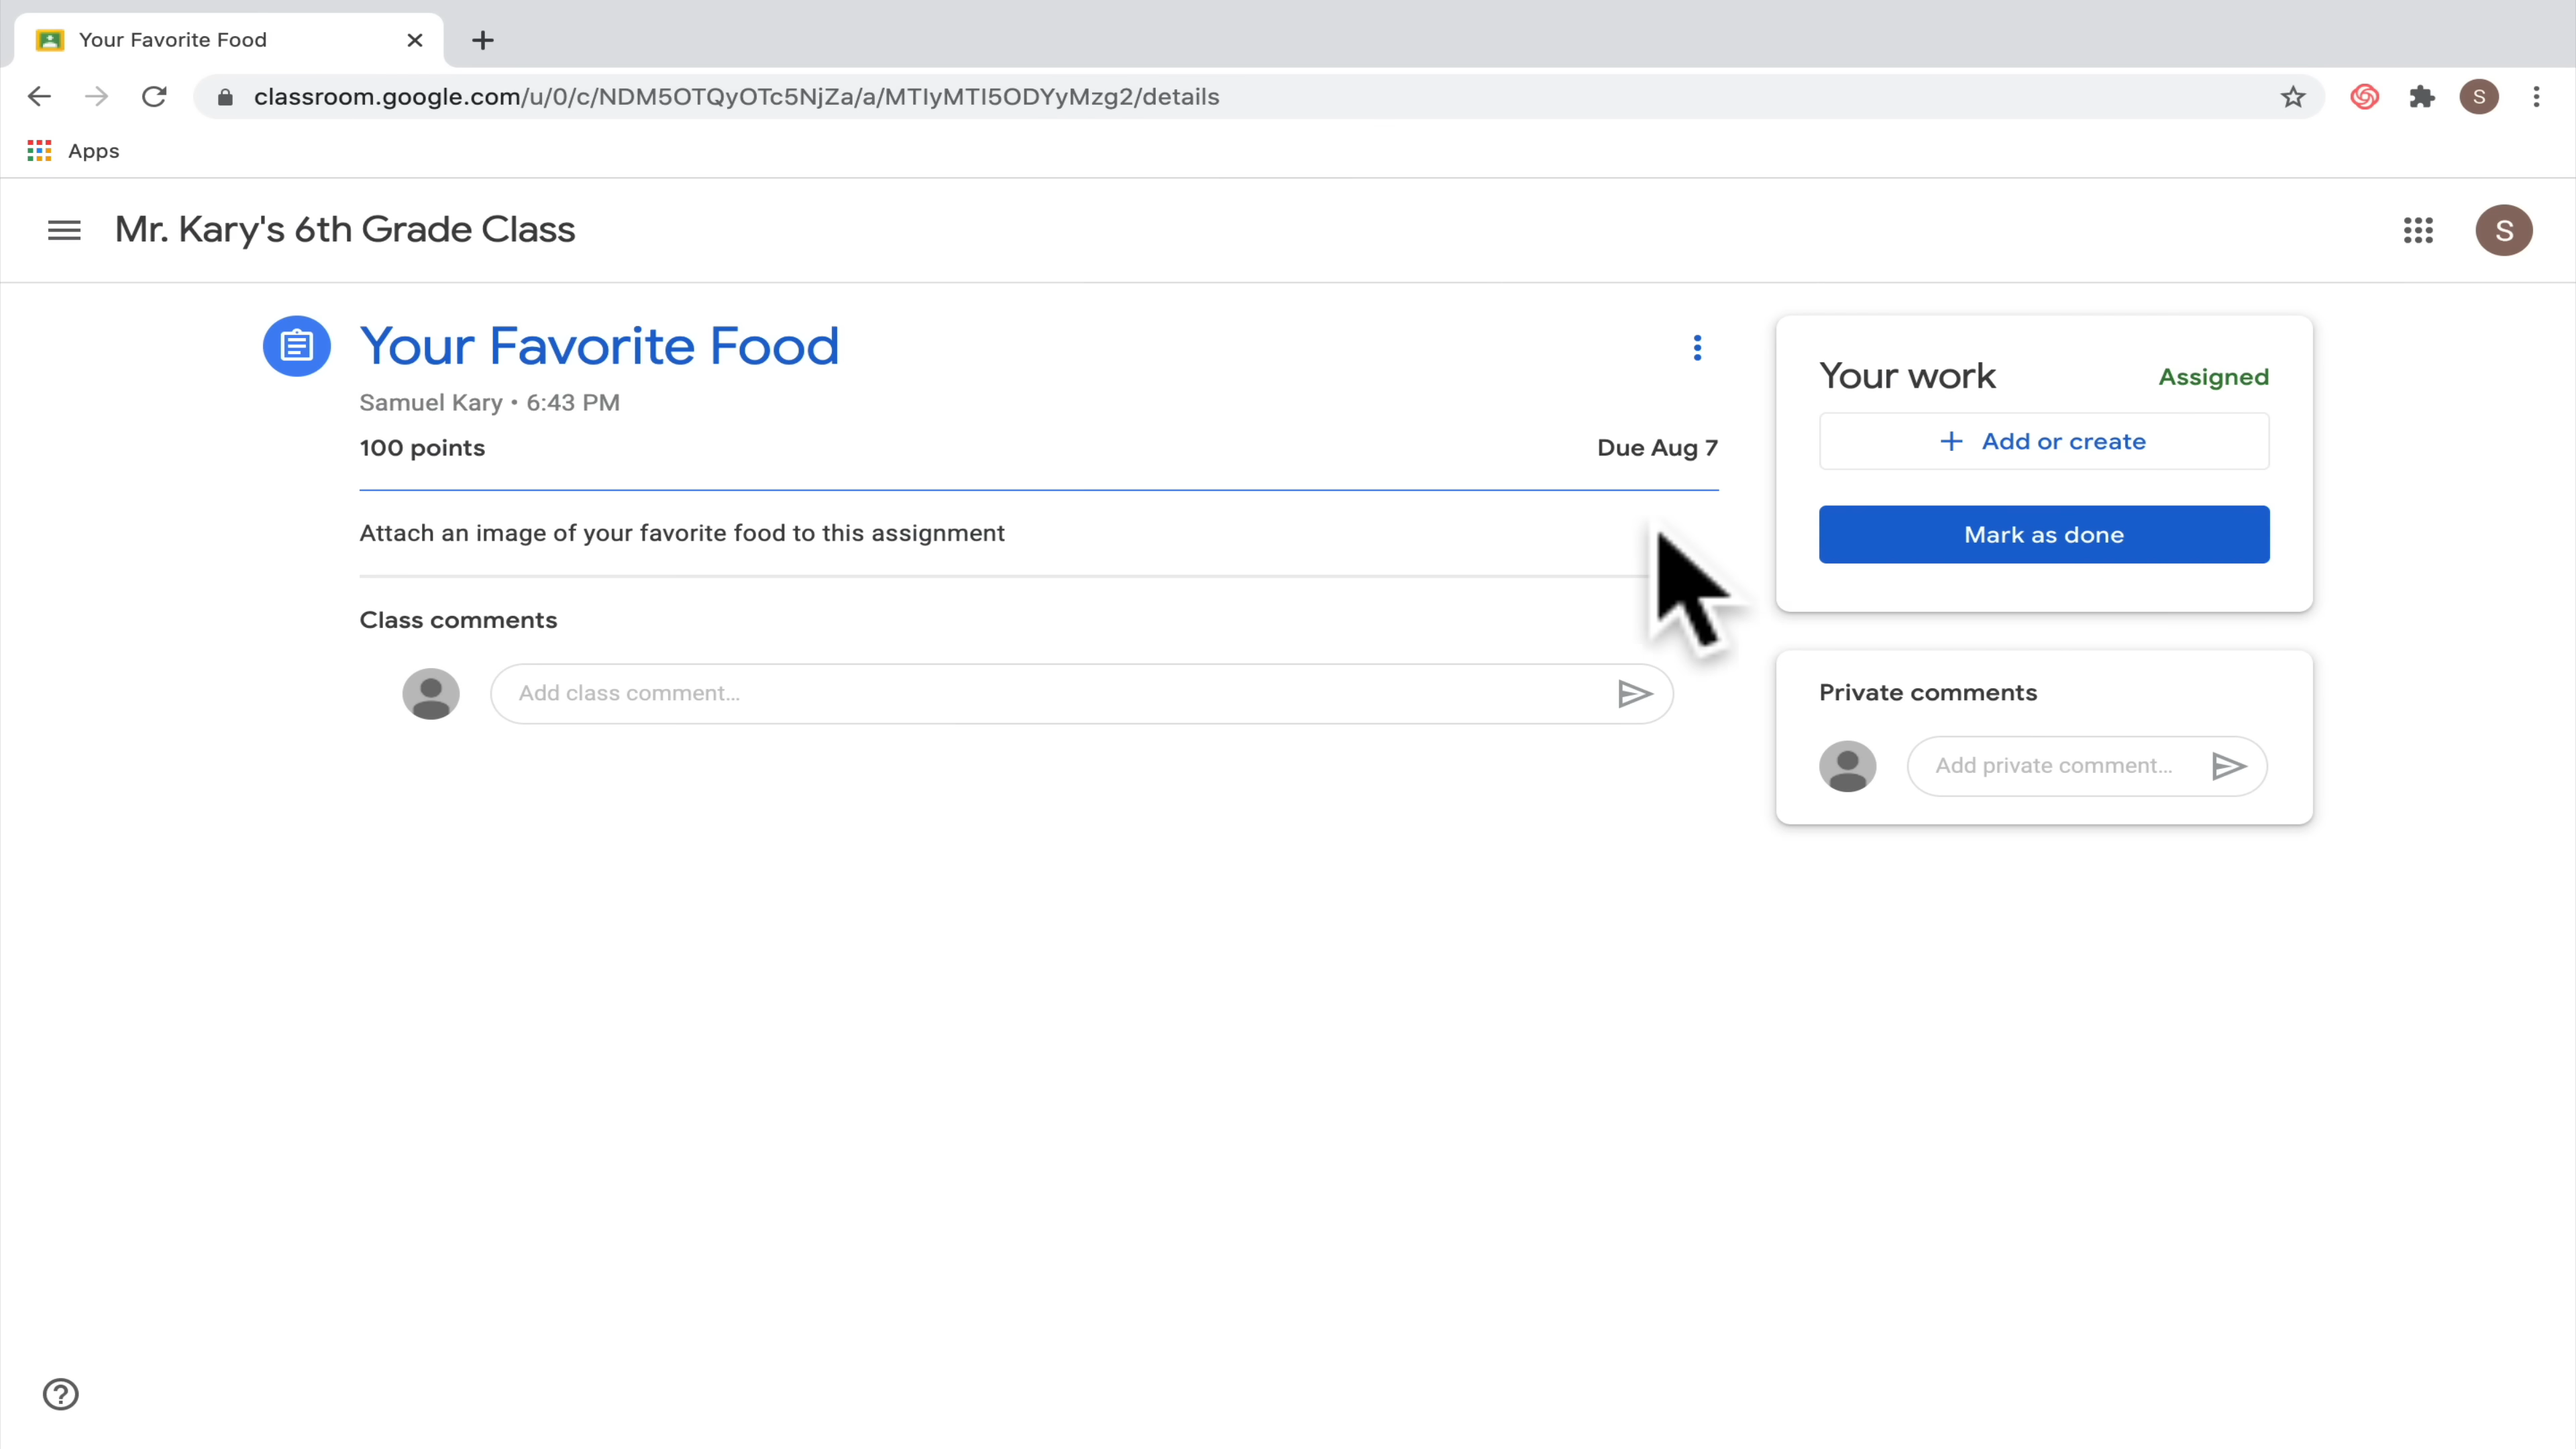 Your Favorite Food
classroom.google.com/u/0/c/NDM5OTQyOTc5NjZa/a/MTIyMTI5ODYyMzg2/details
S
Apps
Mr. Kary's 6th Grade Class
S
Your Favorite Food
Samuel Kary • 6:43 PM
100 points
Due Aug 7
Attach an image of your favorite food to this assignment
Class comments
Add class comment...
Your work
Assigned
+ Add or create
Mark as done
Private comments
Add private comment...